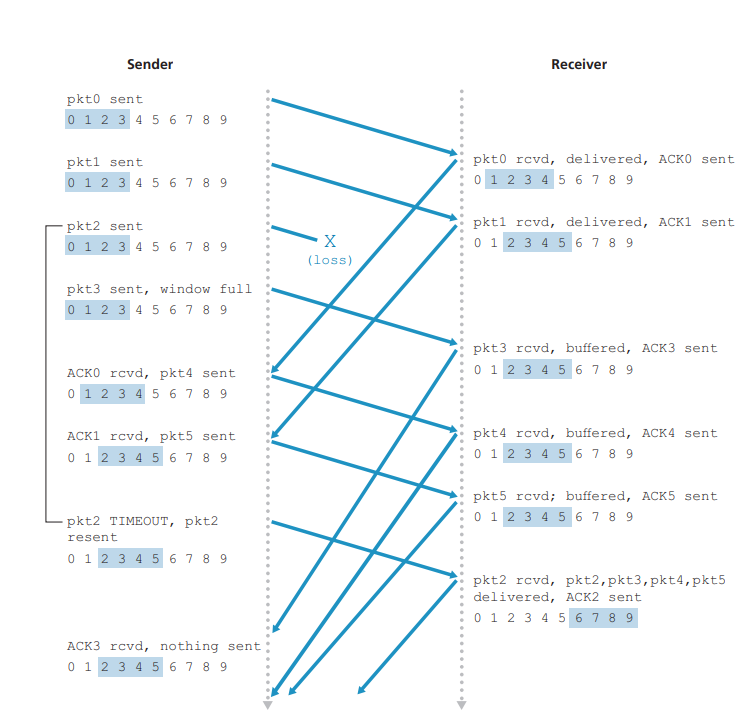 Sender
Receiver
pkt0 sent
0 1 2 3 4 5 6 7 8 9
pkt1 sent
0 1 2 3 4 5 6 7 8 9
pkt2 sent
0 1 2 3 4 5 6 7 8 9
X
(loss)
pkt3 sent, window full
0 1 2 3 4 5 6 7 8 9
ACK0 rcvd, pkt4 sent
0 1 2 3 4 5 6 7 8 9
ACK1 rcvd, pkt5 sent
0 1 2 3 4 5 6 7 8 9
pkt2 TIMEOUT, pkt2
resent
0 1 2 3 4 5 6 7 8 9
ACK3 rcvd, nothing sent
0 1 2 3 4 5 6 7 8 9
pkt0 rcvd, delivered, ACK0 sent
0 1 2 3 4 5 6 7 8 9
pkt1 rcvd, delivered, ACK1 sent
0 1 2 3 4 5 6 7 8 9
pkt3 rcvd, buffered, ACK3 sent
0 1 2 3 4 5 6 7 8 9
pkt4 rcvd, buffered, ACK4 sent
0 1 2 3 4 5 6 7 8 9
pkt5 rcvd; buffered, ACK5 sent
0 1 2 3 4 5 6 7 8 9
pkt2 rcvd, pkt2,pkt3,pkt4,pkt5
delivered, ACK2 sent
0 1 2 3 4 5 6 7 8 9